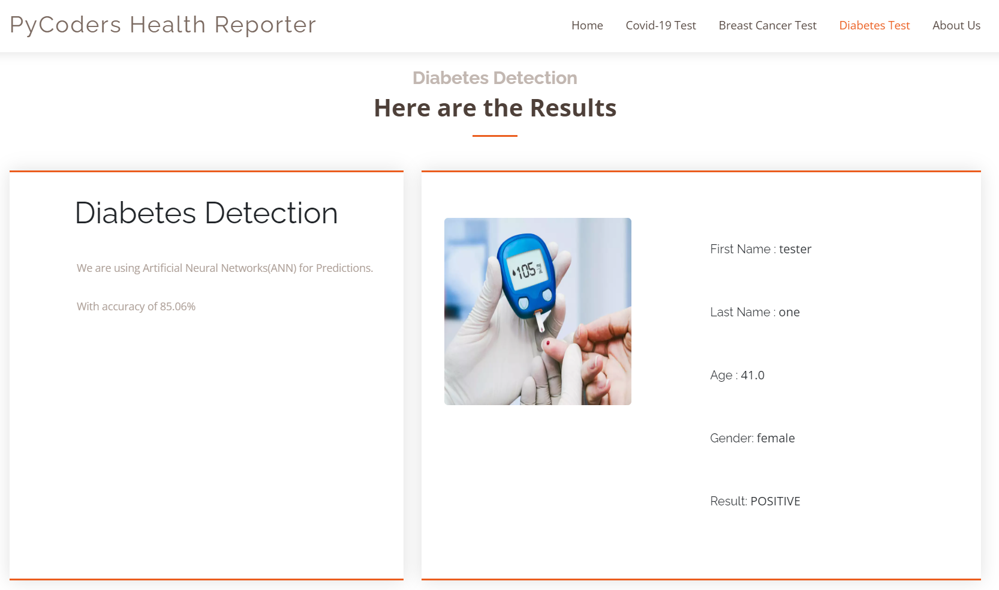 PyCoders Health Reporter
Home Covid-19 Test Breast Cancer Test Diabetes Test About Us
Diabetes Detection
Here are the Results
Diabetes Detection
We are using Artificial Neural Networks(ANN) for Predictions.
With accuracy of 85.06%
105 mg/dL
First Name : tester
Last Name : one
Age : 41.0
Gender: female
Result: POSITIVE